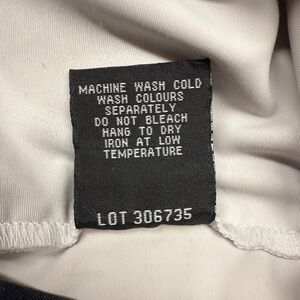 MACHINE WASH COLD
WASH COLOURS
SEPARATELY
DO NOT BLEACH
HANG TO DRY
IRON AT LOW
TEMPERATURE
LOT 306735